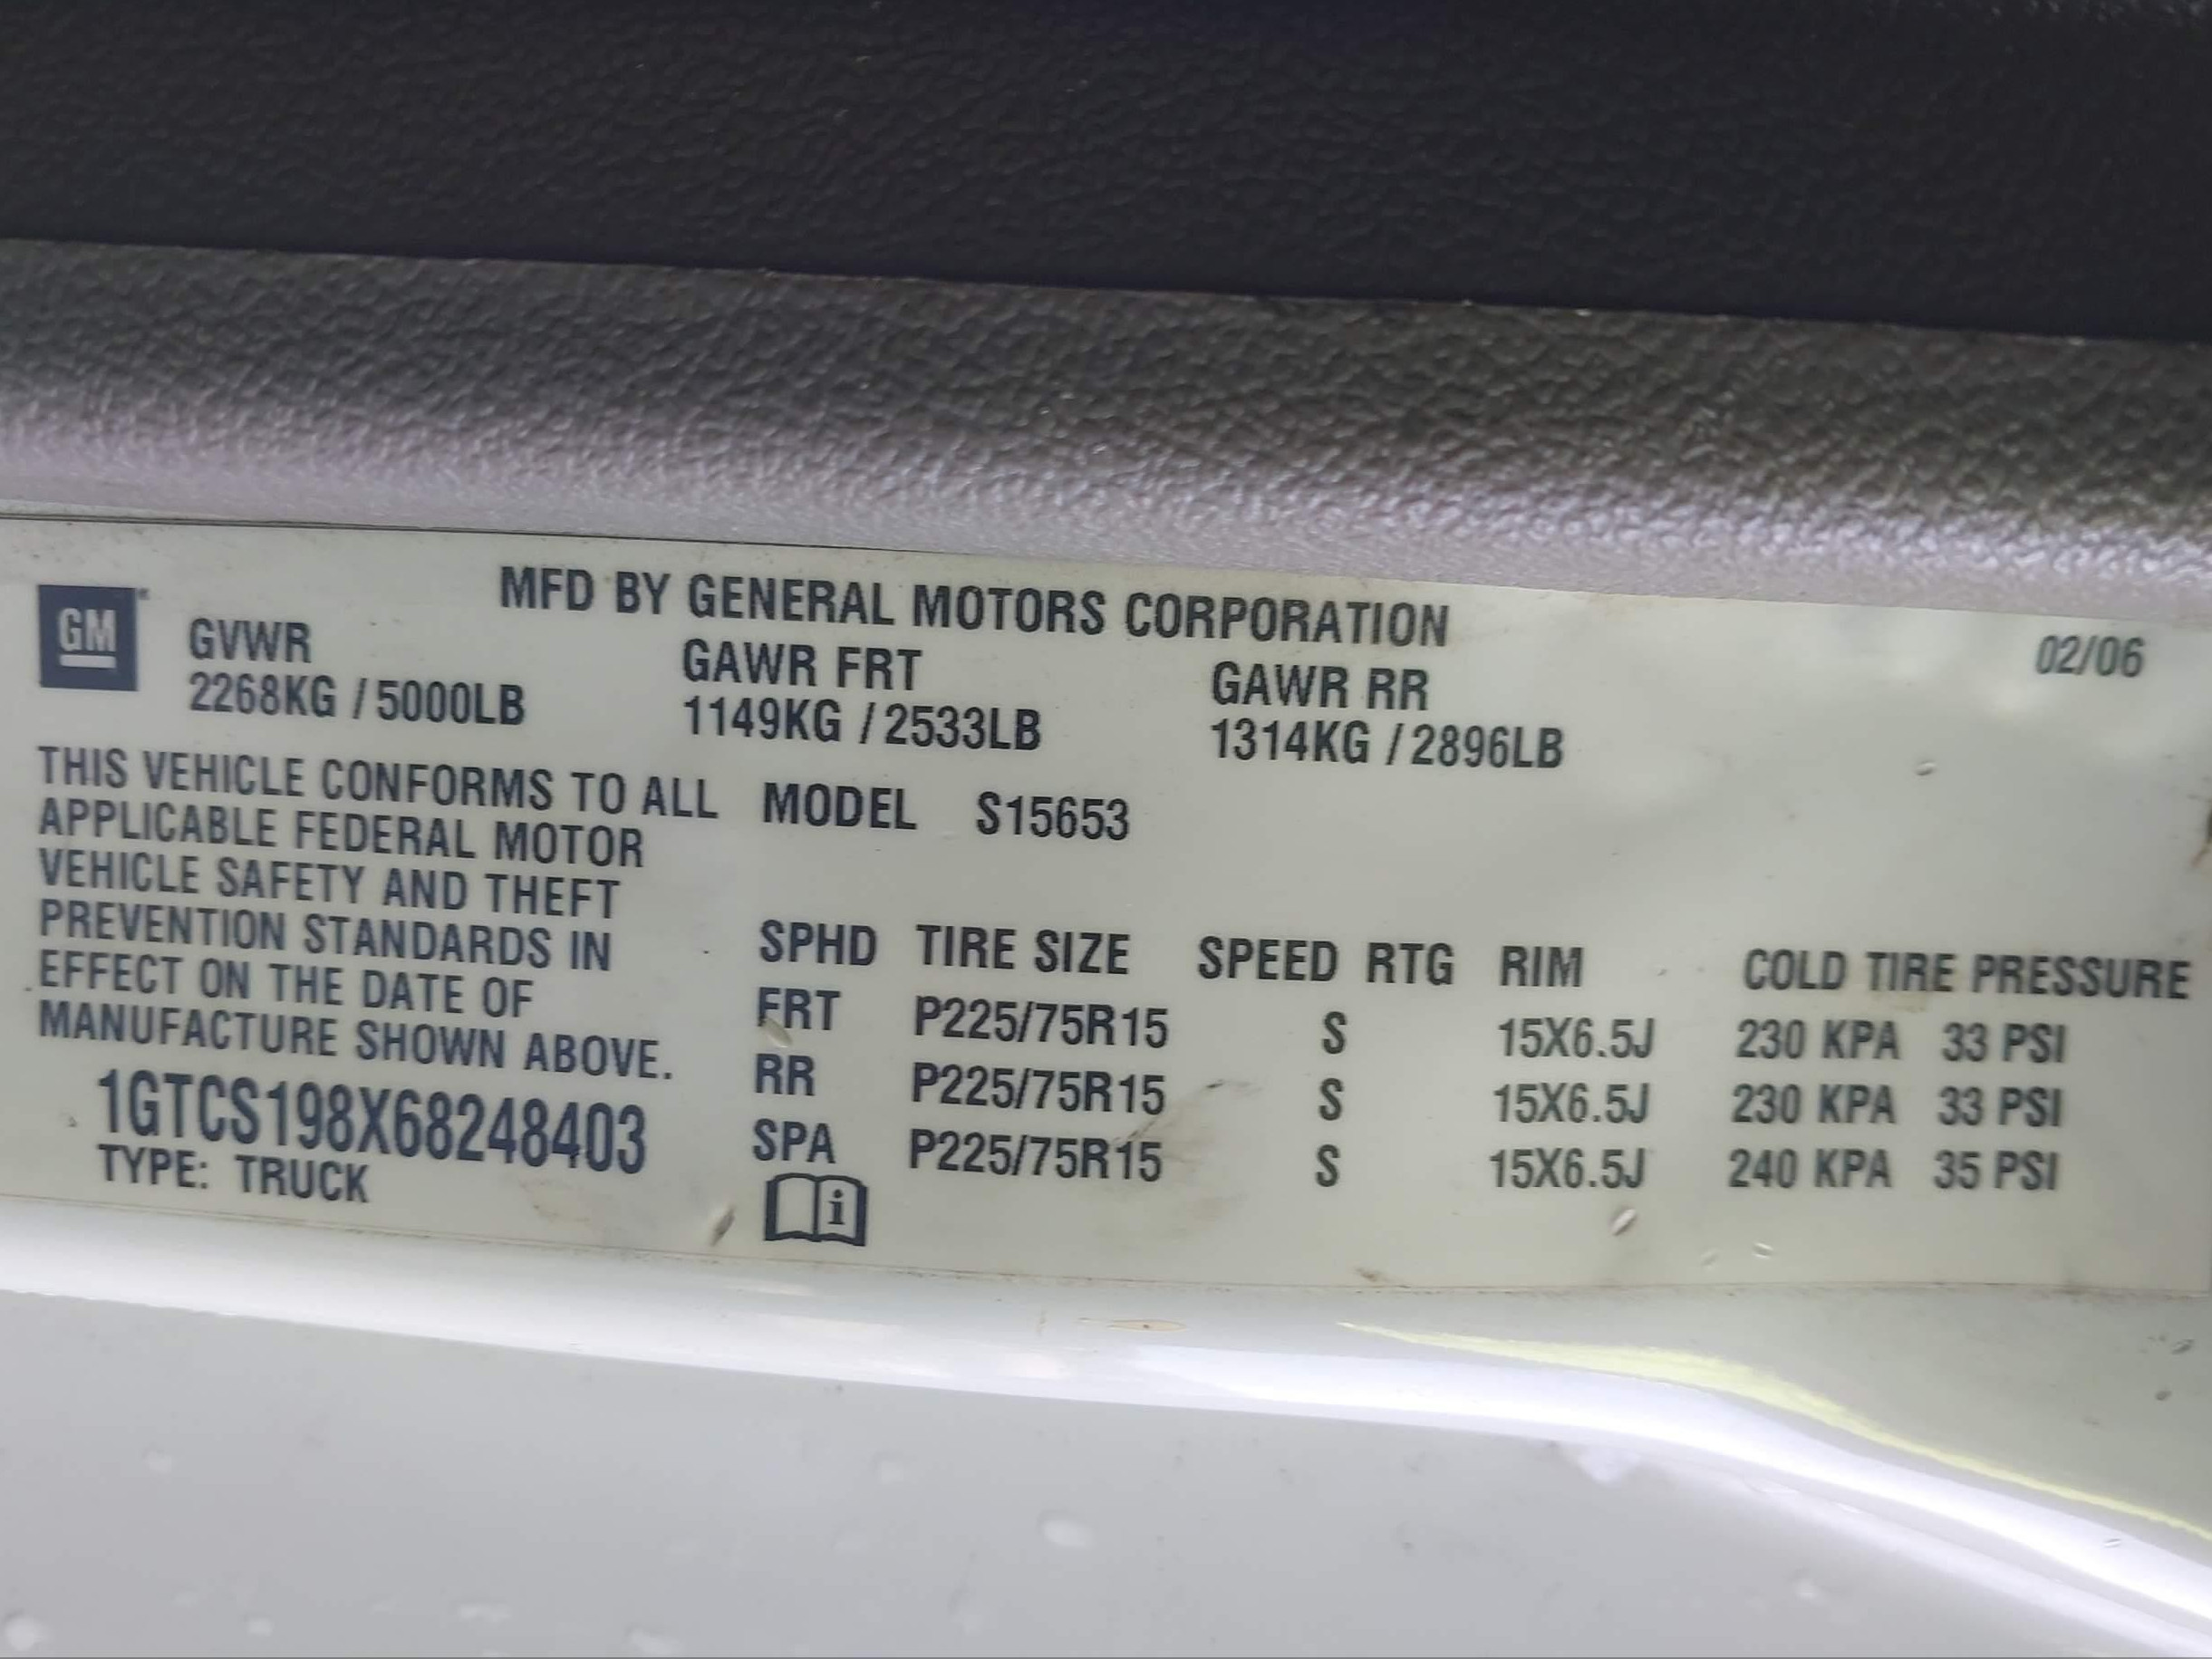 MFD BY GENERAL MOTORS CORPORATION 02/06
GM GVWR GAWR FRT GAWR RR
2268KG / 5000LB 1149KG / 2533LB 1314KG / 2896LB
THIS VEHICLE CONFORMS TO ALL
APPLICABLE FEDERAL MOTOR
VEHICLE SAFETY AND THEFT
PREVENTION STANDARDS IN
EFFECT ON THE DATE OF
MANUFACTURE SHOWN ABOVE.
1GTCS198X68248403
TYPE: TRUCK
MODEL S15653
SPHD TIRE SIZE SPEED RTG RIM COLD TIRE PRESSURE
FRT P225/75R15 S 15X6.5J 230 KPA 33 PSI
RR P225/75R15 S 15X6.5J 230 KPA 33 PSI
SPA P225/75R15 S 15X6.5J 240 KPA 35 PSI
i